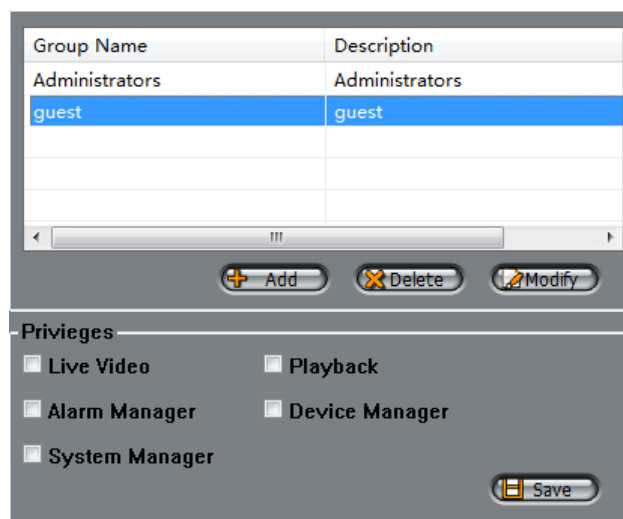 Group Name Description
Administrators Administrators
guest guest
Add Delete Modify
Privieges
Live Video Playback
Alarm Manager Device Manager
System Manager
Save